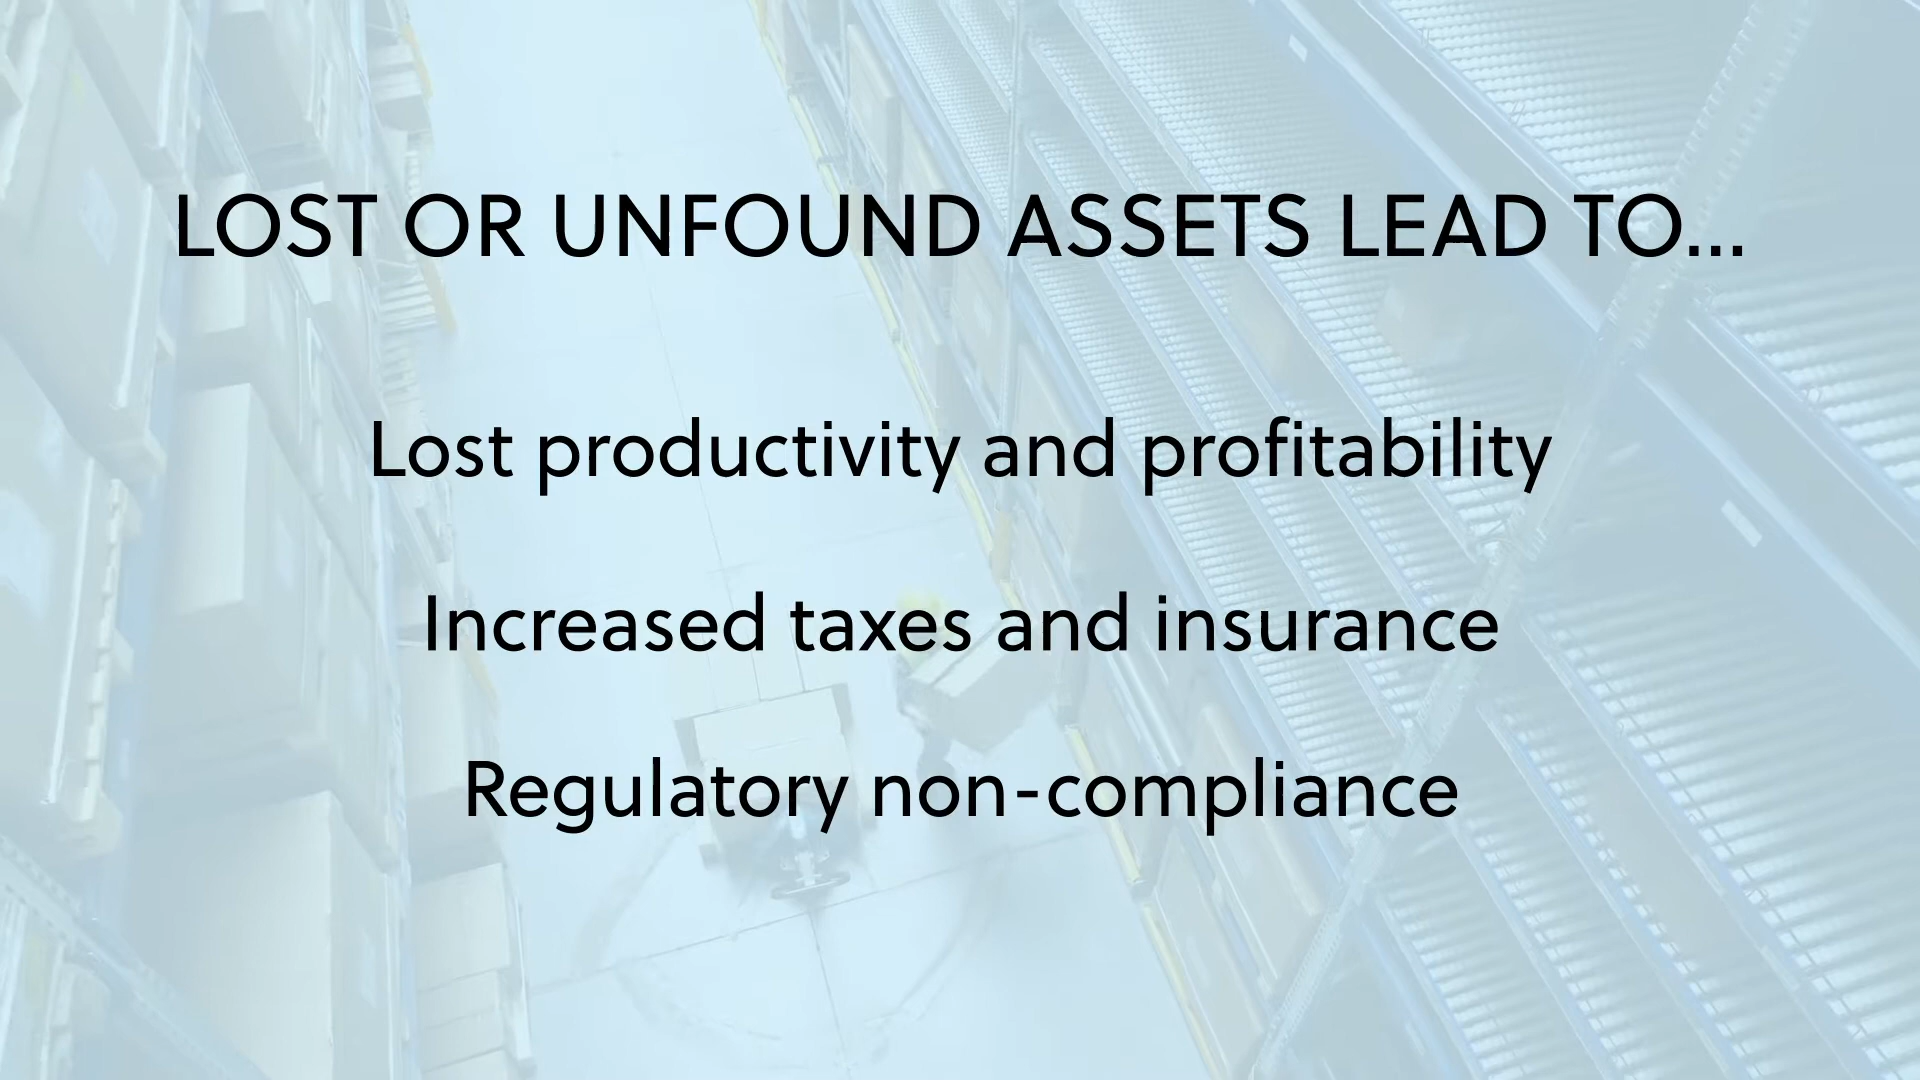 LOST OR UNFOUND ASSETS LEAD TO...
Lost productivity and profitability
Increased taxes and insurance
Regulatory non-compliance